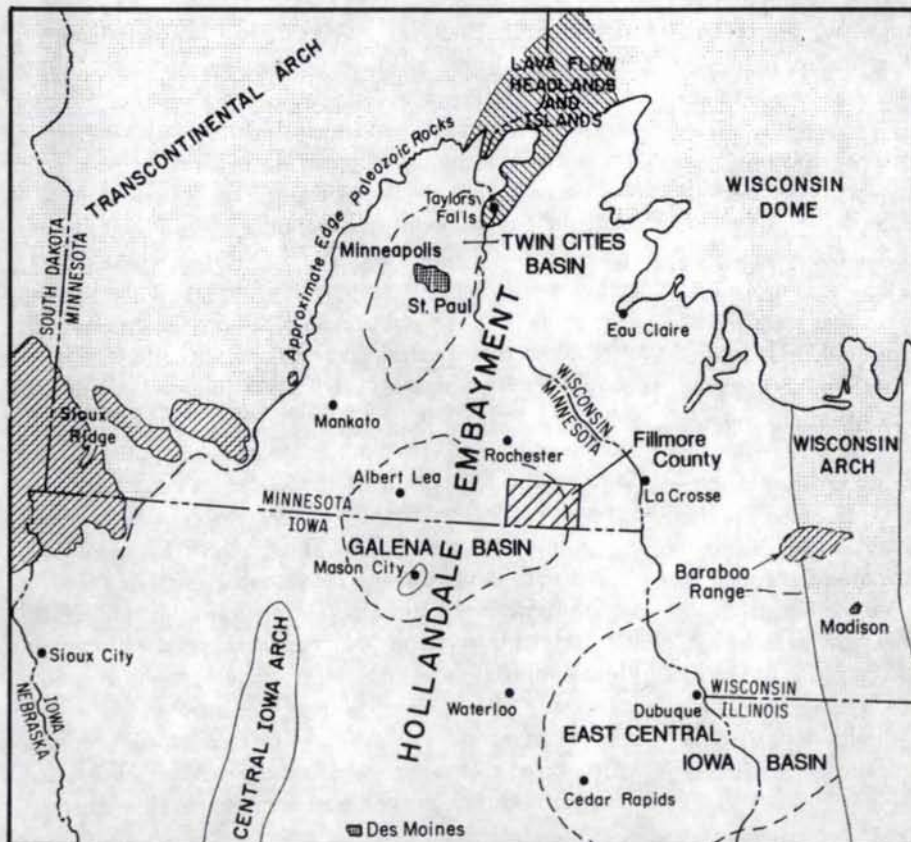 LAVA FLOW
HEADLANDS
AND
ISLANDS
TRANSCONTINENTAL ARCH
Approximate Edge Paleozoic Rocks
WISCONSIN
DOME
Taylors
Falls
TWIN CITIES
BASIN
Minneapolis
St. Paul
SOUTH DAKOTA
MINNESOTA
Eau Claire
HOLLANDALE EMBAYMENT
WISCONSIN
MINNESOTA
Sioux
Ridge
Mankato
Rochester
Fillmore
County
WISCONSIN
ARCH
Albert Lea
La Crosse
MINNESOTA
IOWA
GALENA BASIN
Mason City
Baraboo
Range
Madison
Sioux City
CENTRAL IOWA ARCH
NEBRASKA
IOWA
Waterloo
Dubuque
WISCONSIN
ILLINOIS
EAST CENTRAL
IOWA BASIN
Cedar Rapids
Des Moines